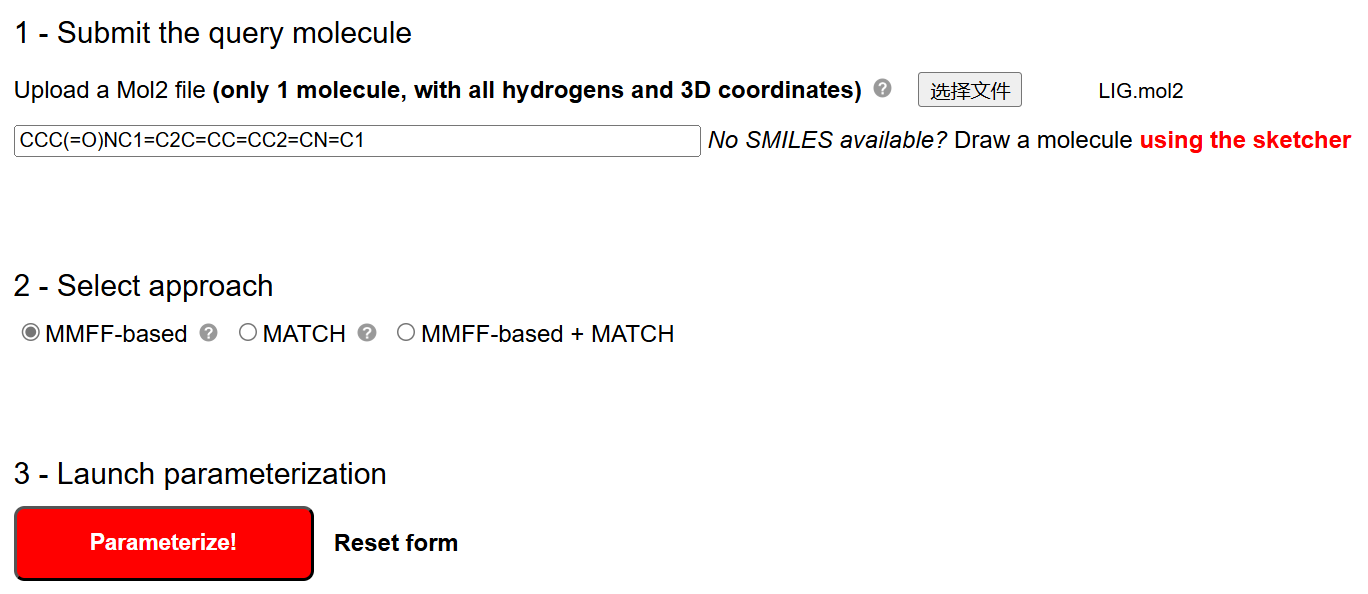 1 - Submit the query molecule
Upload a Mol2 file (only 1 molecule, with all hydrogens and 3D coordinates) ? 选择文件 LIG.mol2
CCC(=O)NC1=C2C=CC=CC2=CN=C1 No SMILES available? Draw a molecule using the sketcher
2 - Select approach
MMFF-based ? MATCH ? MMFF-based + MATCH
3 - Launch parameterization
Parameterize! Reset form